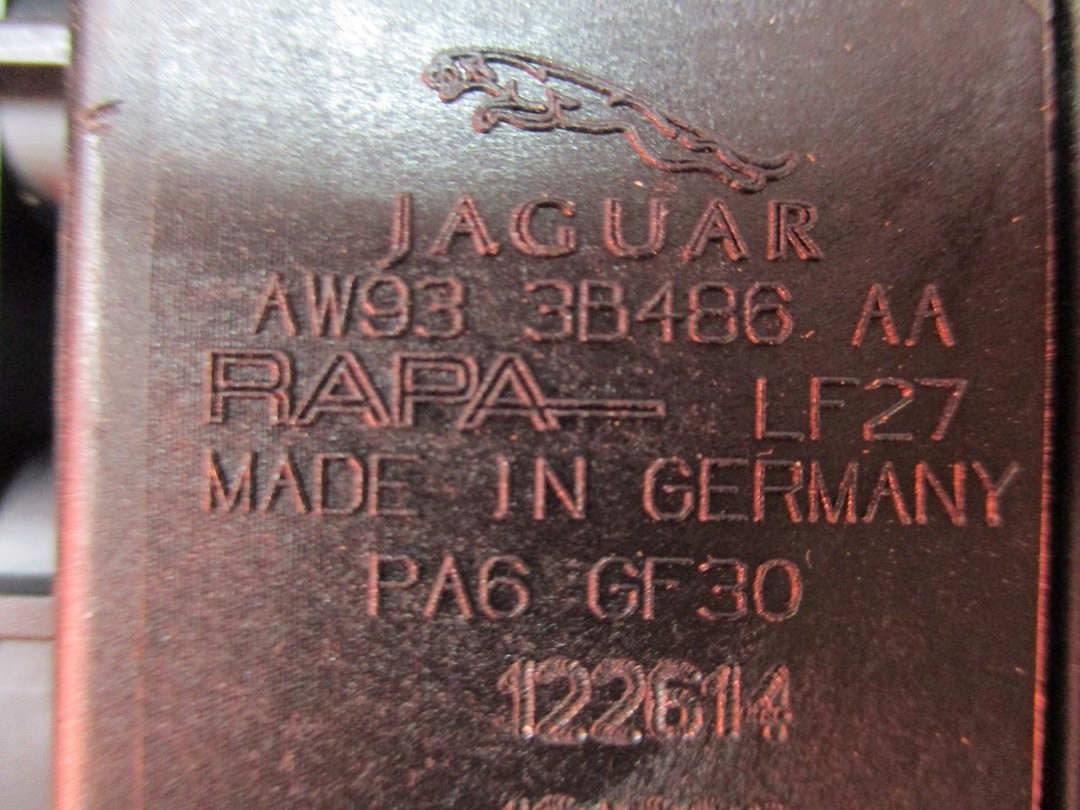 JAGUAR
AW93 3B486 AA
RAPA LF27
MADE IN GERMANY
PA6 GF30
122614